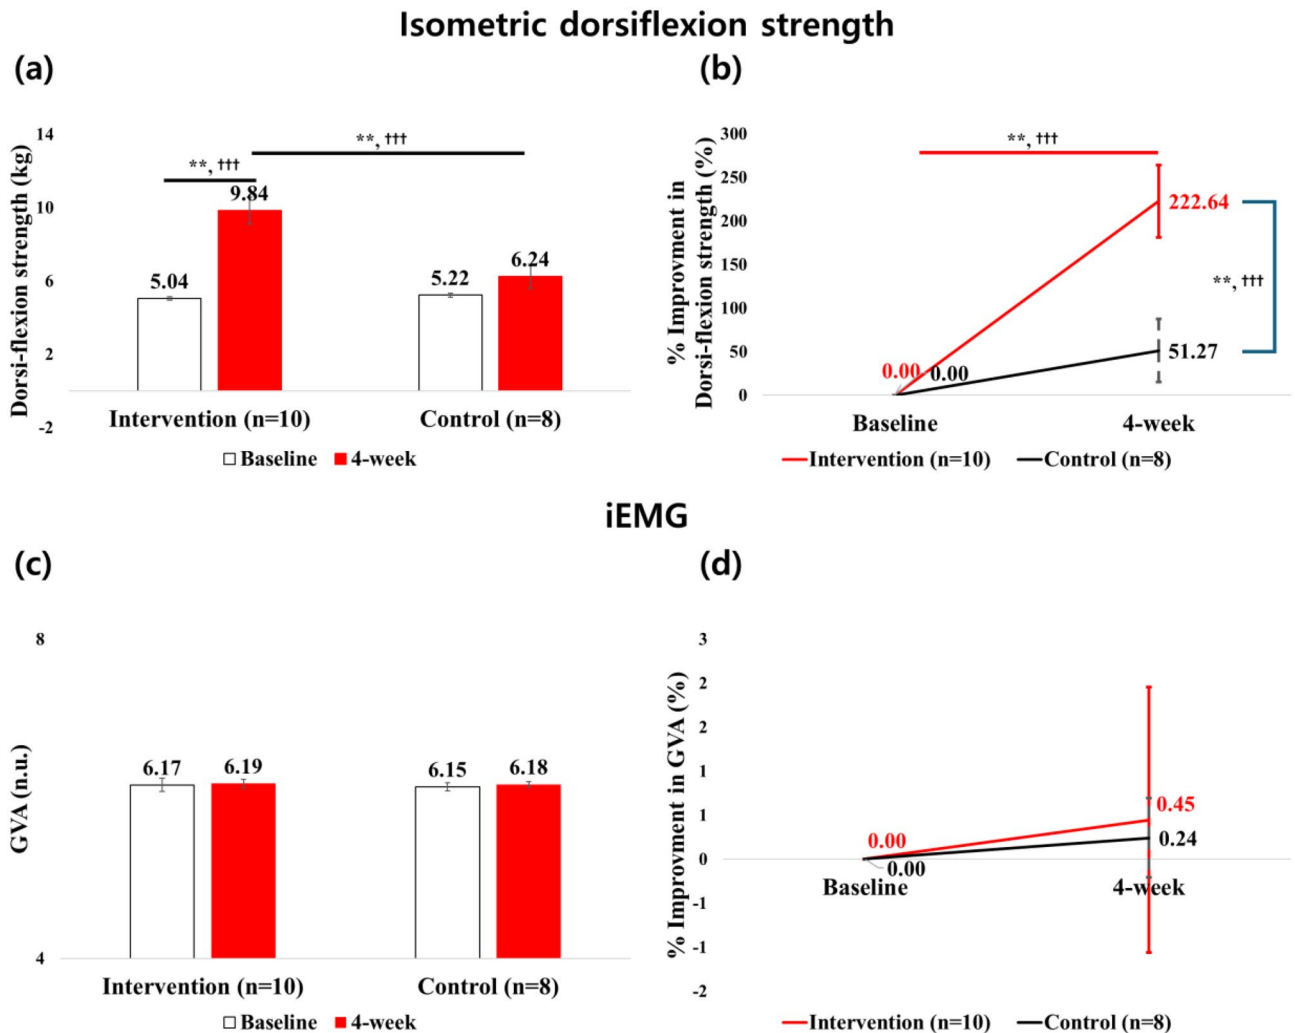 Isometric dorsiflexion strength
(a)
Dorsi-flexion strength (kg)
14
10
6
2
-2
**, †††
**, †††
5.04
9.84
5.22
6.24
Intervention (n=10)
Control (n=8)
Baseline
4-week
(b)
% Improvment in
Dorsi-flexion strength (%)
300
250
200
150
100
50
0
**, †††
222.64
**, †††
51.27
0.00
0.00
Baseline
4-week
Intervention (n=10)
Control (n=8)
iEMG
(c)
GVA (n.u.)
8
4
6.17
6.19
6.15
6.18
Intervention (n=10)
Control (n=8)
Baseline
4-week
(d)
% Improvment in GVA (%)
3
2
2
1
1
0
-1
-1
-2
0.45
0.24
0.00
0.00
Baseline
4-week
Intervention (n=10)
Control (n=8)